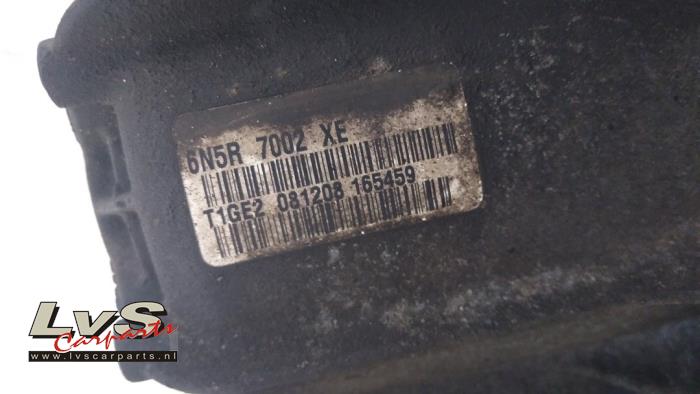 6N5R 7002 XE
T1GE2 081208 165459
LvS
Carparts
www.lvscarparts.nl